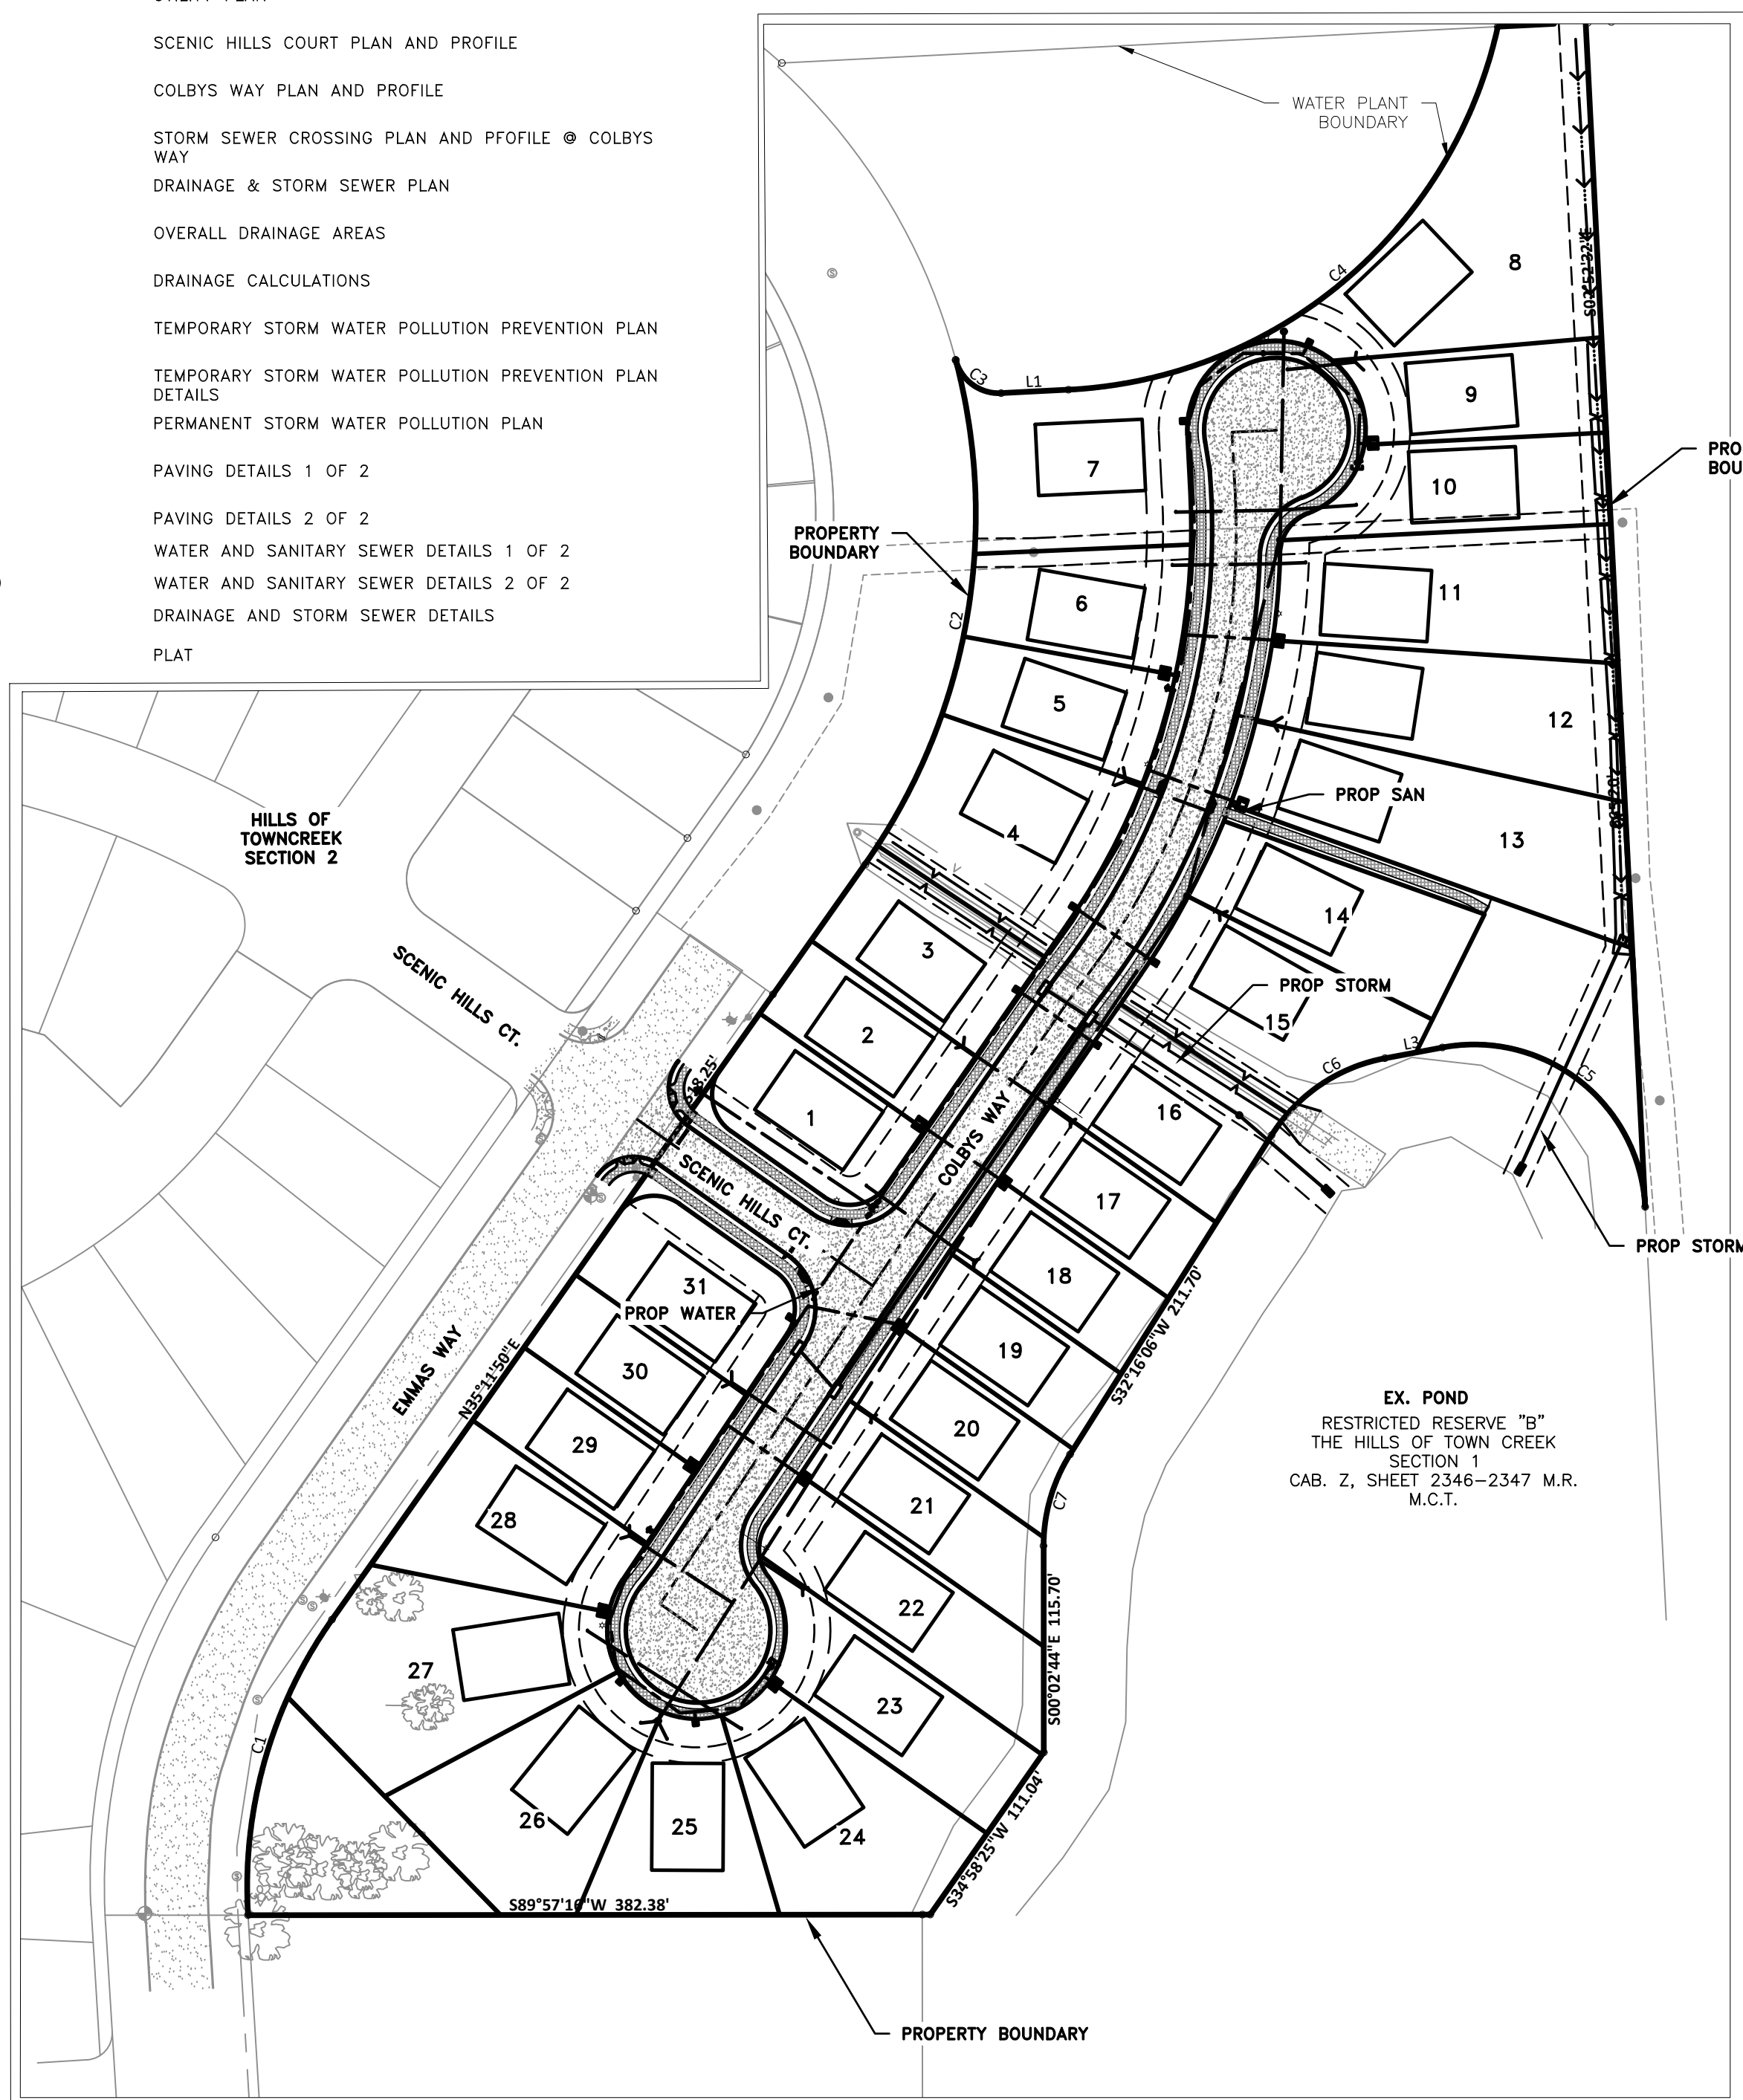 SCENIC HILLS COURT PLAN AND PROFILE
COLBYS WAY PLAN AND PROFILE
STORM SEWER CROSSING PLAN AND PFOFILE @ COLBYS
WAY
DRAINAGE & STORM SEWER PLAN
OVERALL DRAINAGE AREAS
DRAINAGE CALCULATIONS
TEMPORARY STORM WATER POLLUTION PREVENTION PLAN
TEMPORARY STORM WATER POLLUTION PREVENTION PLAN
DETAILS
PERMANENT STORM WATER POLLUTION PLAN
PAVING DETAILS 1 OF 2
PAVING DETAILS 2 OF 2
WATER AND SANITARY SEWER DETAILS 1 OF 2
WATER AND SANITARY SEWER DETAILS 2 OF 2
DRAINAGE AND STORM SEWER DETAILS
PLAT
WATER PLANT
BOUNDARY
C4
8
S02°52'32"E
C3
L1
9
7
10
PRO
BOU
PROPERTY
BOUNDARY
6
11
C2
5
12
PROP SAN
4
13
HILLS OF
TOWNCREEK
SECTION 2
14
3
SCENIC HILLS CT.
PROP STORM
15
2
L3
C6
C5
1
16
COLBYS WAY
SCENIC HILLS CT.
17
PROP STORM
18
31
PROP WATER
S32°16'06"W 211.70'
19
30
EMMAS WAY
N35°11'50"E
20
29
EX. POND
RESTRICTED RESERVE "B"
THE HILLS OF TOWN CREEK
SECTION 1
CAB. Z, SHEET 2346-2347 M.R.
M.C.T.
C7
21
28
22
S00°02'44"E 115.70'
27
23
C1
26
25
24
S34°58'25"W 111.04'
S89°57'16"W 382.38'
PROPERTY BOUNDARY